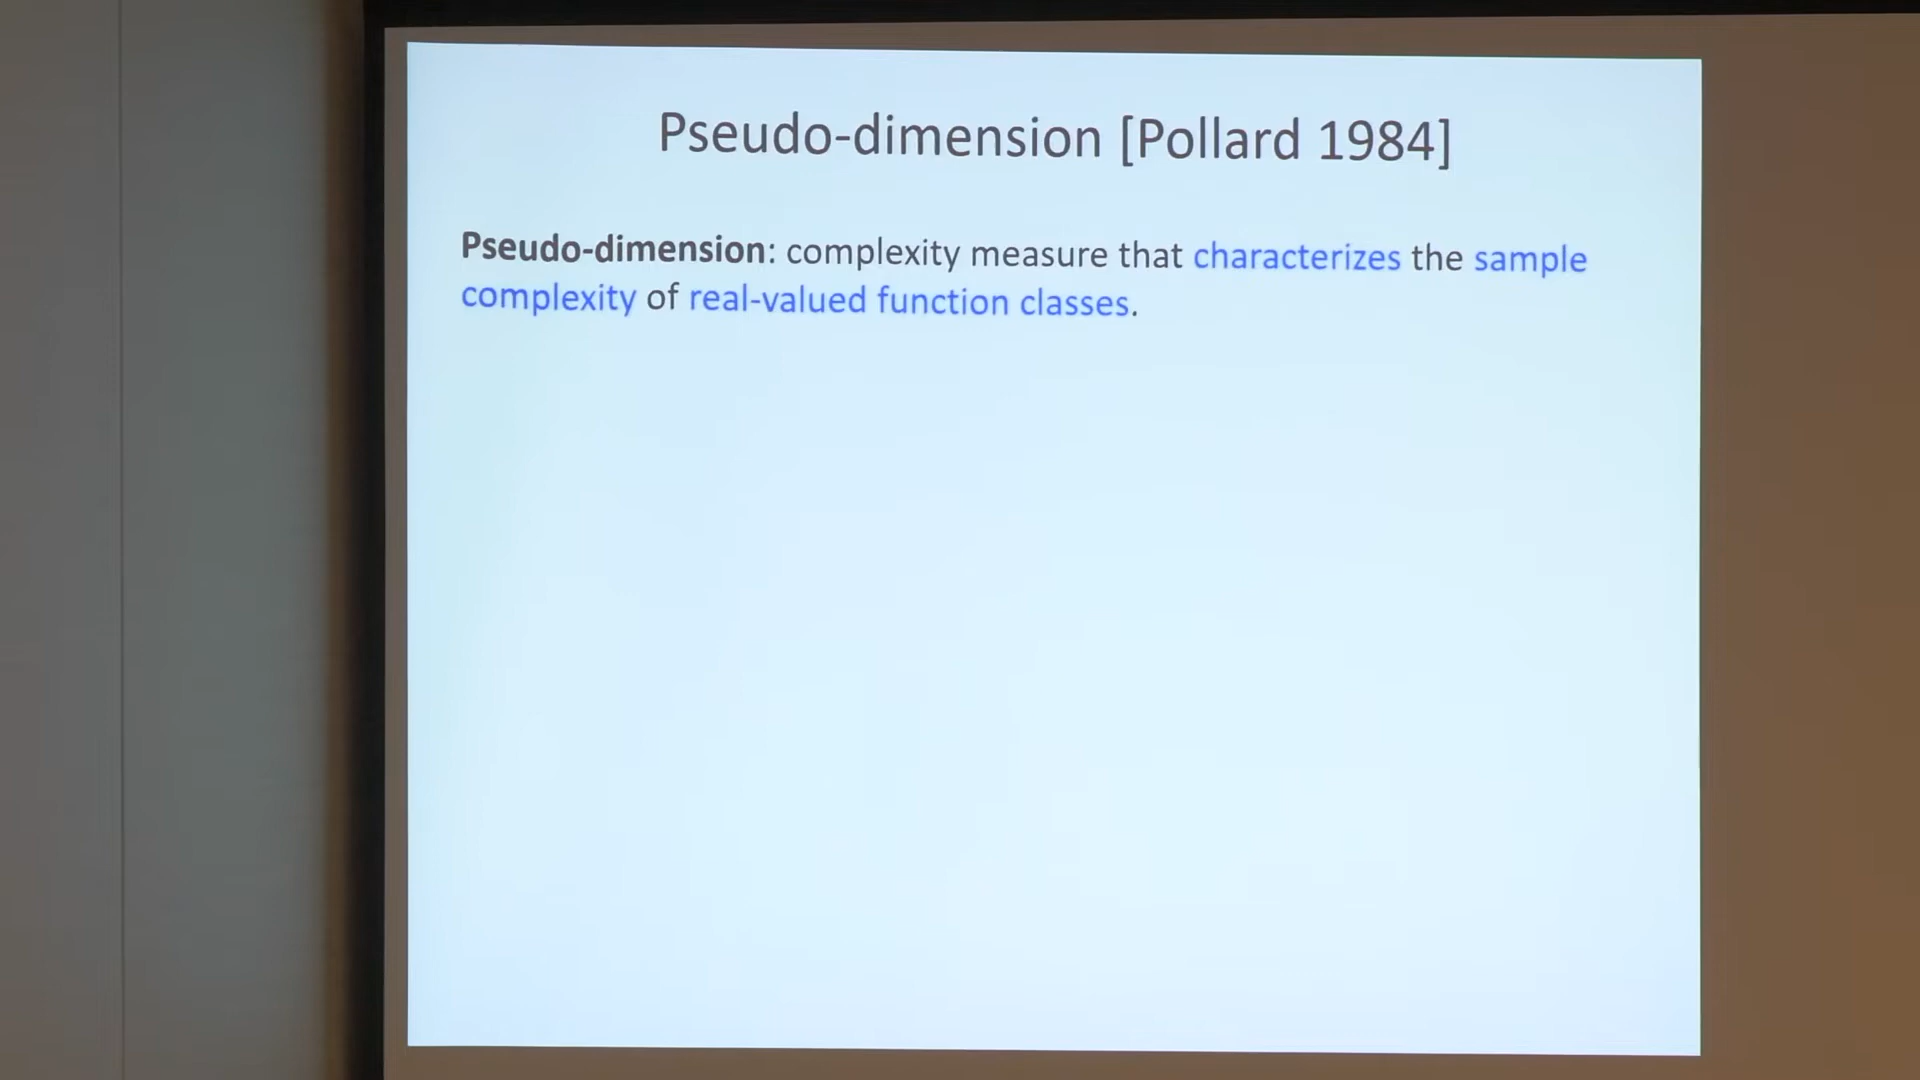 Pseudo-dimension [Pollard 1984]
Pseudo-dimension: complexity measure that characterizes the sample
complexity of real-valued function classes.